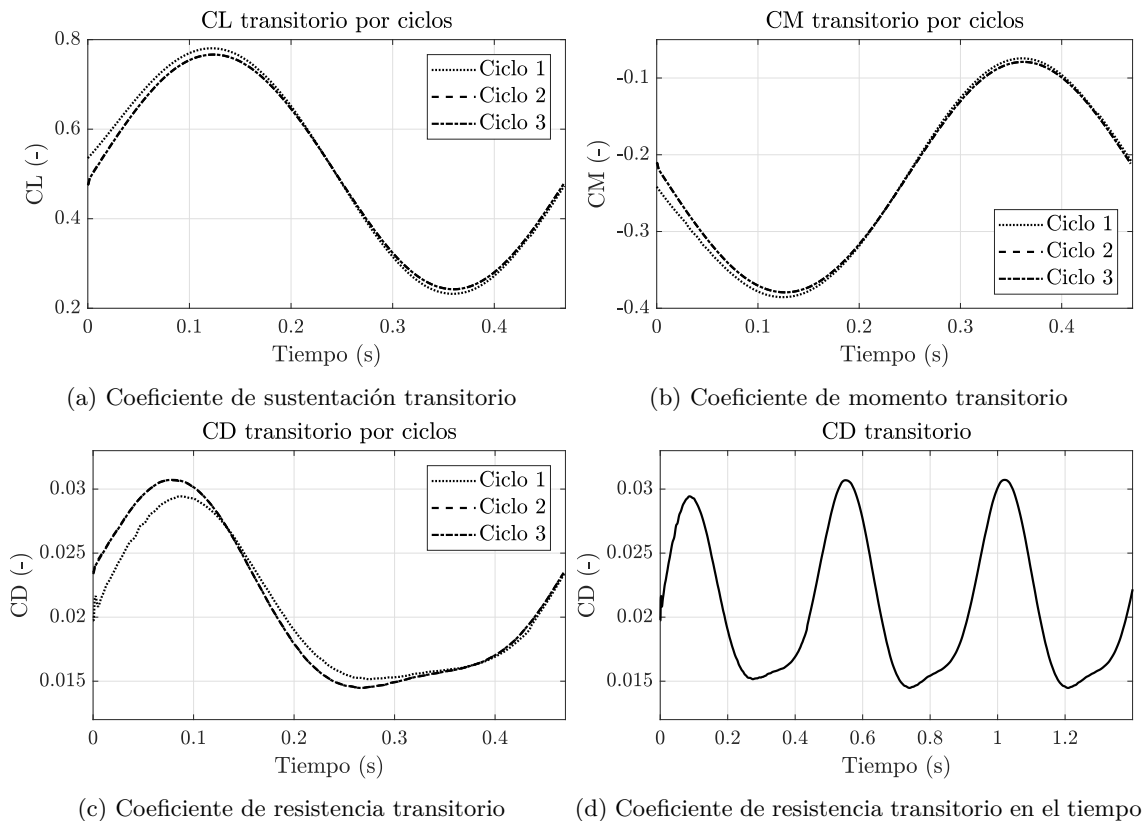 CL transitorio por ciclos
0.8
0.6
0.4
0.2
CL (-)
Ciclo 1
Ciclo 2
Ciclo 3
0 0.1 0.2 0.3 0.4
Tiempo (s)
(a) Coeficiente de sustentación transitorio
CM transitorio por ciclos
-0.1
-0.2
-0.3
-0.4
CM (-)
Ciclo 1
Ciclo 2
Ciclo 3
0 0.1 0.2 0.3 0.4
Tiempo (s)
(b) Coeficiente de momento transitorio
CD transitorio por ciclos
0.03
0.025
0.02
0.015
CD (-)
Ciclo 1
Ciclo 2
Ciclo 3
0 0.1 0.2 0.3 0.4
Tiempo (s)
(c) Coeficiente de resistencia transitorio
CD transitorio
0.03
0.025
0.02
0.015
CD (-)
0 0.2 0.4 0.6 0.8 1 1.2
Tiempo (s)
(d) Coeficiente de resistencia transitorio en el tiempo